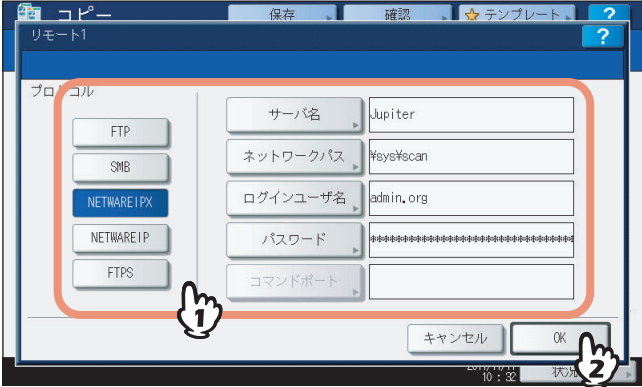 コピー 保存 確認 テンプレート ?
リモート1 ?
プロトコル
FTP
SMB
NETWAREIPX
NETWAREIP
FTPS
サーバ名 Jupiter
ネットワークパス ¥sys¥scan
ログインユーザ名 admin.org
パスワード **********************************
コマンドポート
1
キャンセル OK
2
10:32 状況